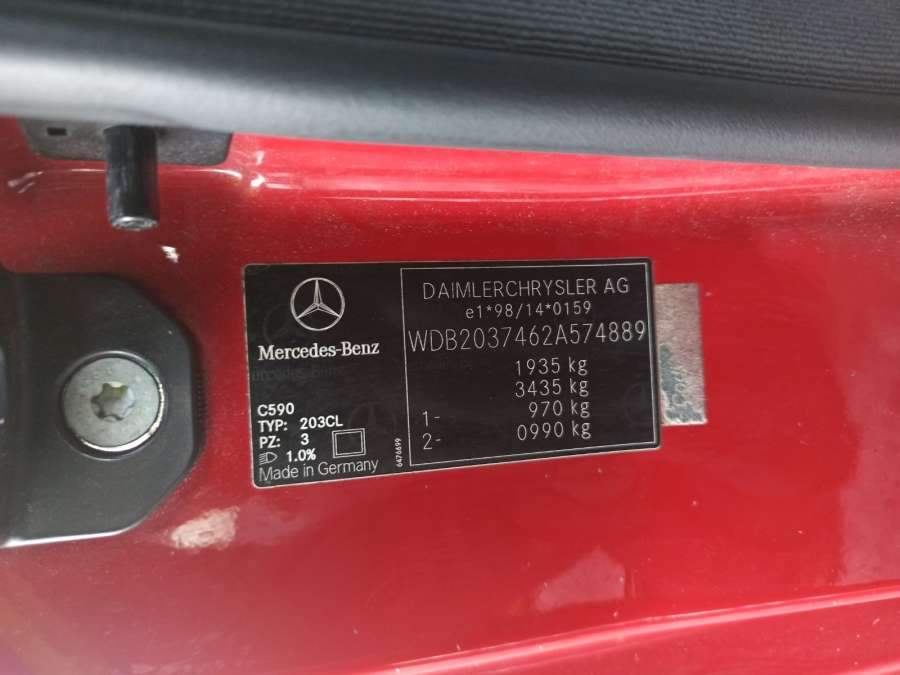 Mercedes-Benz
C590
TYP: 203CL
PZ: 3
1.0%
Made in Germany
6476699
DAIMLERCHRYSLER AG
e1*98/14*0159
WDB2037462A574889
1935 kg
3435 kg
1- 970 kg
2- 0990 kg